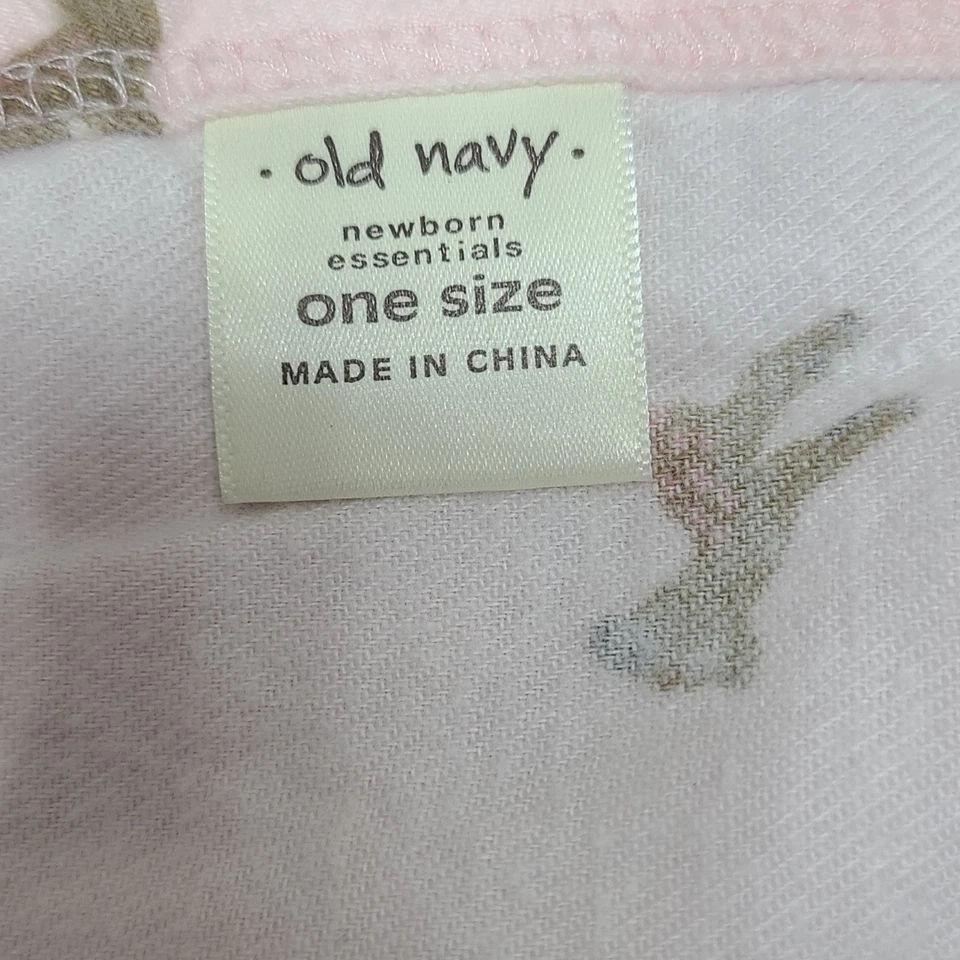 · old navy ·
newborn
essentials
one size
MADE IN CHINA